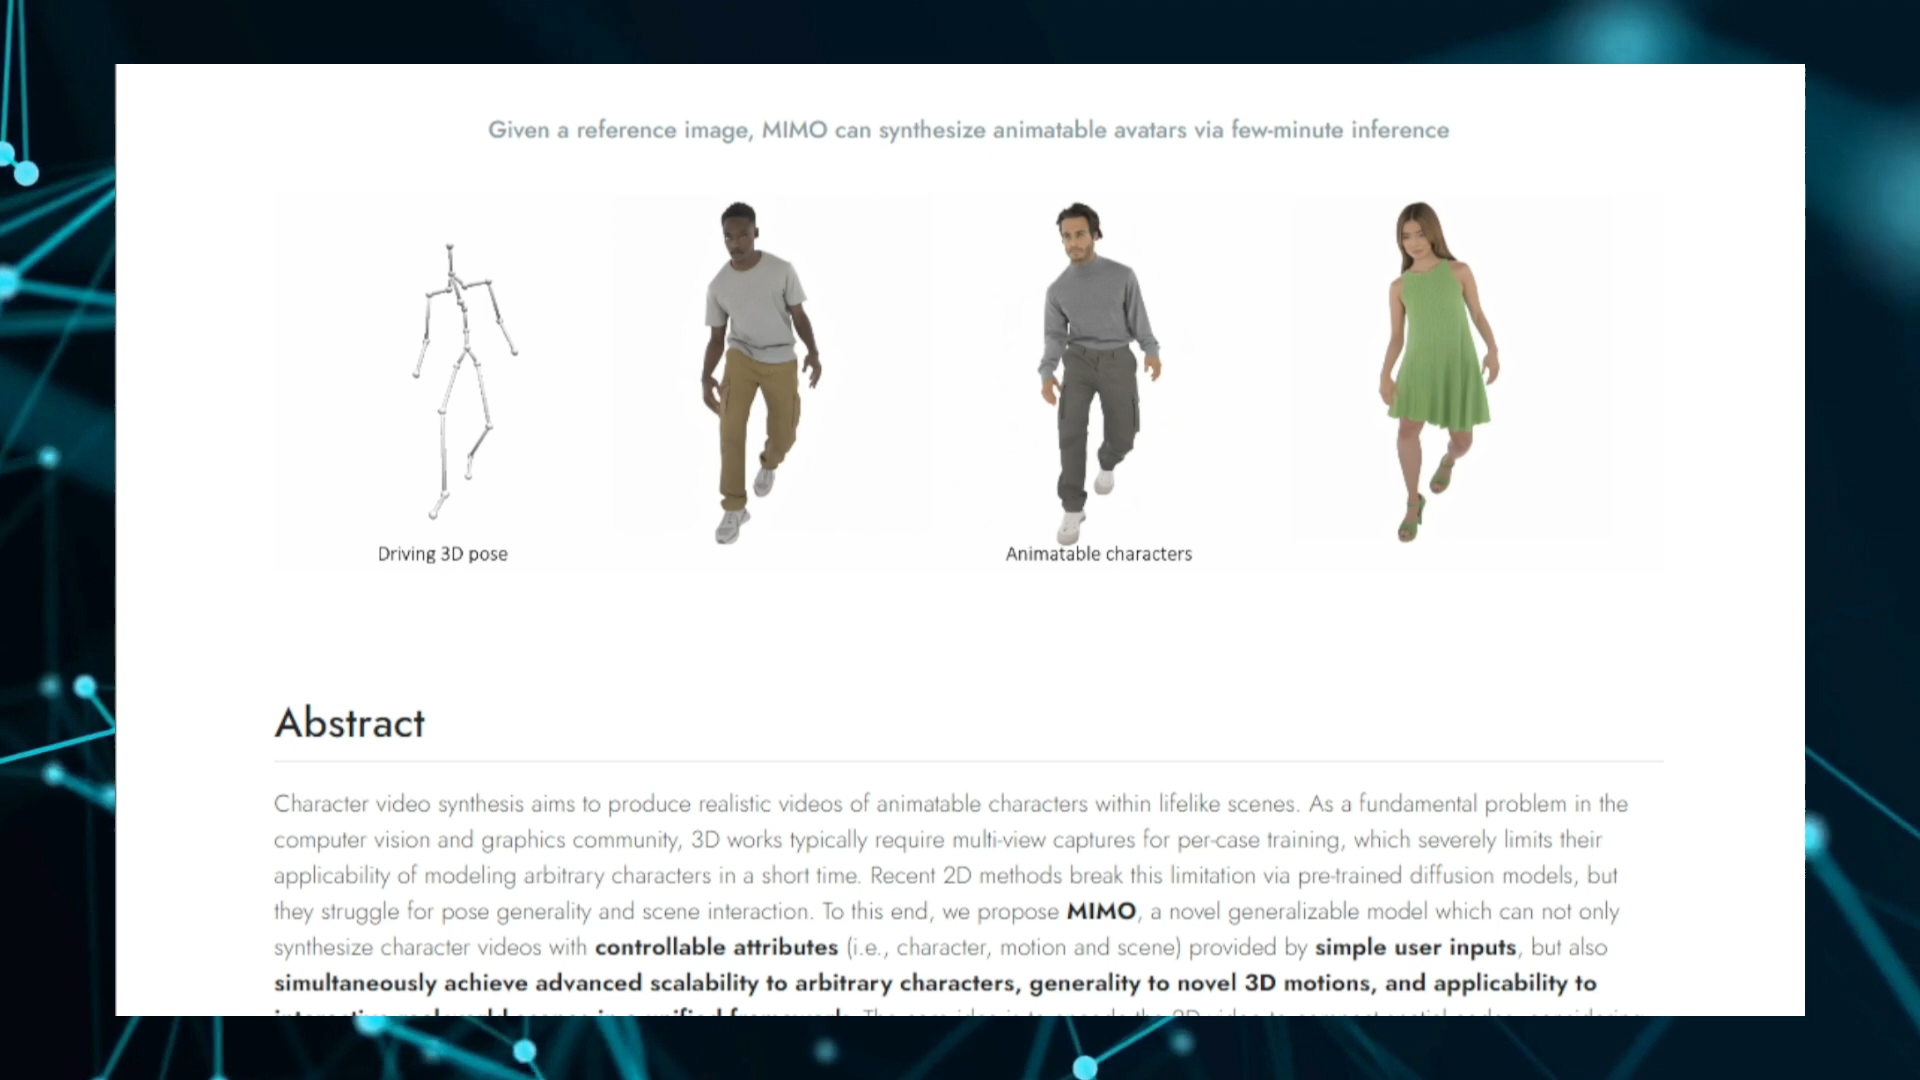 Given a reference image, MIMO can synthesize animatable avatars via few-minute inference
Driving 3D pose
Animatable characters
Abstract
Character video synthesis aims to produce realistic videos of animatable characters within lifelike scenes. As a fundamental problem in the
computer vision and graphics community, 3D works typically require multi-view captures for per-case training, which severely limits their
applicability of modeling arbitrary characters in a short time. Recent 2D methods break this limitation via pre-trained diffusion models, but
they struggle for pose generality and scene interaction. To this end, we propose MIMO, a novel generalizable model which can not only
synthesize character videos with controllable attributes (i.e., character, motion and scene) provided by simple user inputs, but also
simultaneously achieve advanced scalability to arbitrary characters, generality to novel 3D motions, and applicability to